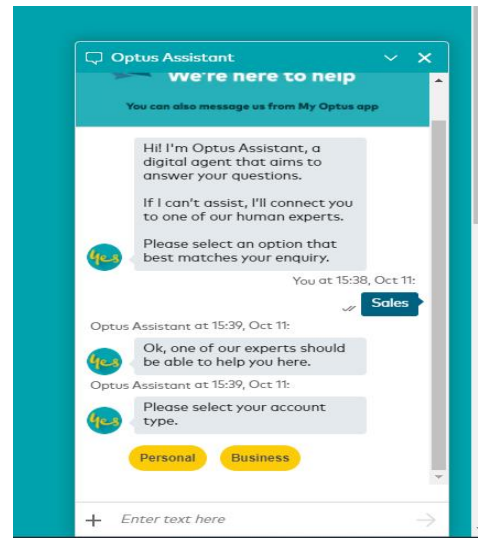 Optus Assistant
We're here to help
You can also message us from My Optus app
Hi! I'm Optus Assistant, a
digital agent that aims to
answer your questions.
If I can't assist, I'll connect you
to one of our human experts.
Please select an option that
best matches your enquiry.
yes
You at 15:38, Oct 11:
Sales
Optus Assistant at 15:39, Oct 11:
Ok, one of our experts should
be able to help you here.
yes
Optus Assistant at 15:39, Oct 11:
Please select your account
type.
yes
Personal Business
Enter text here